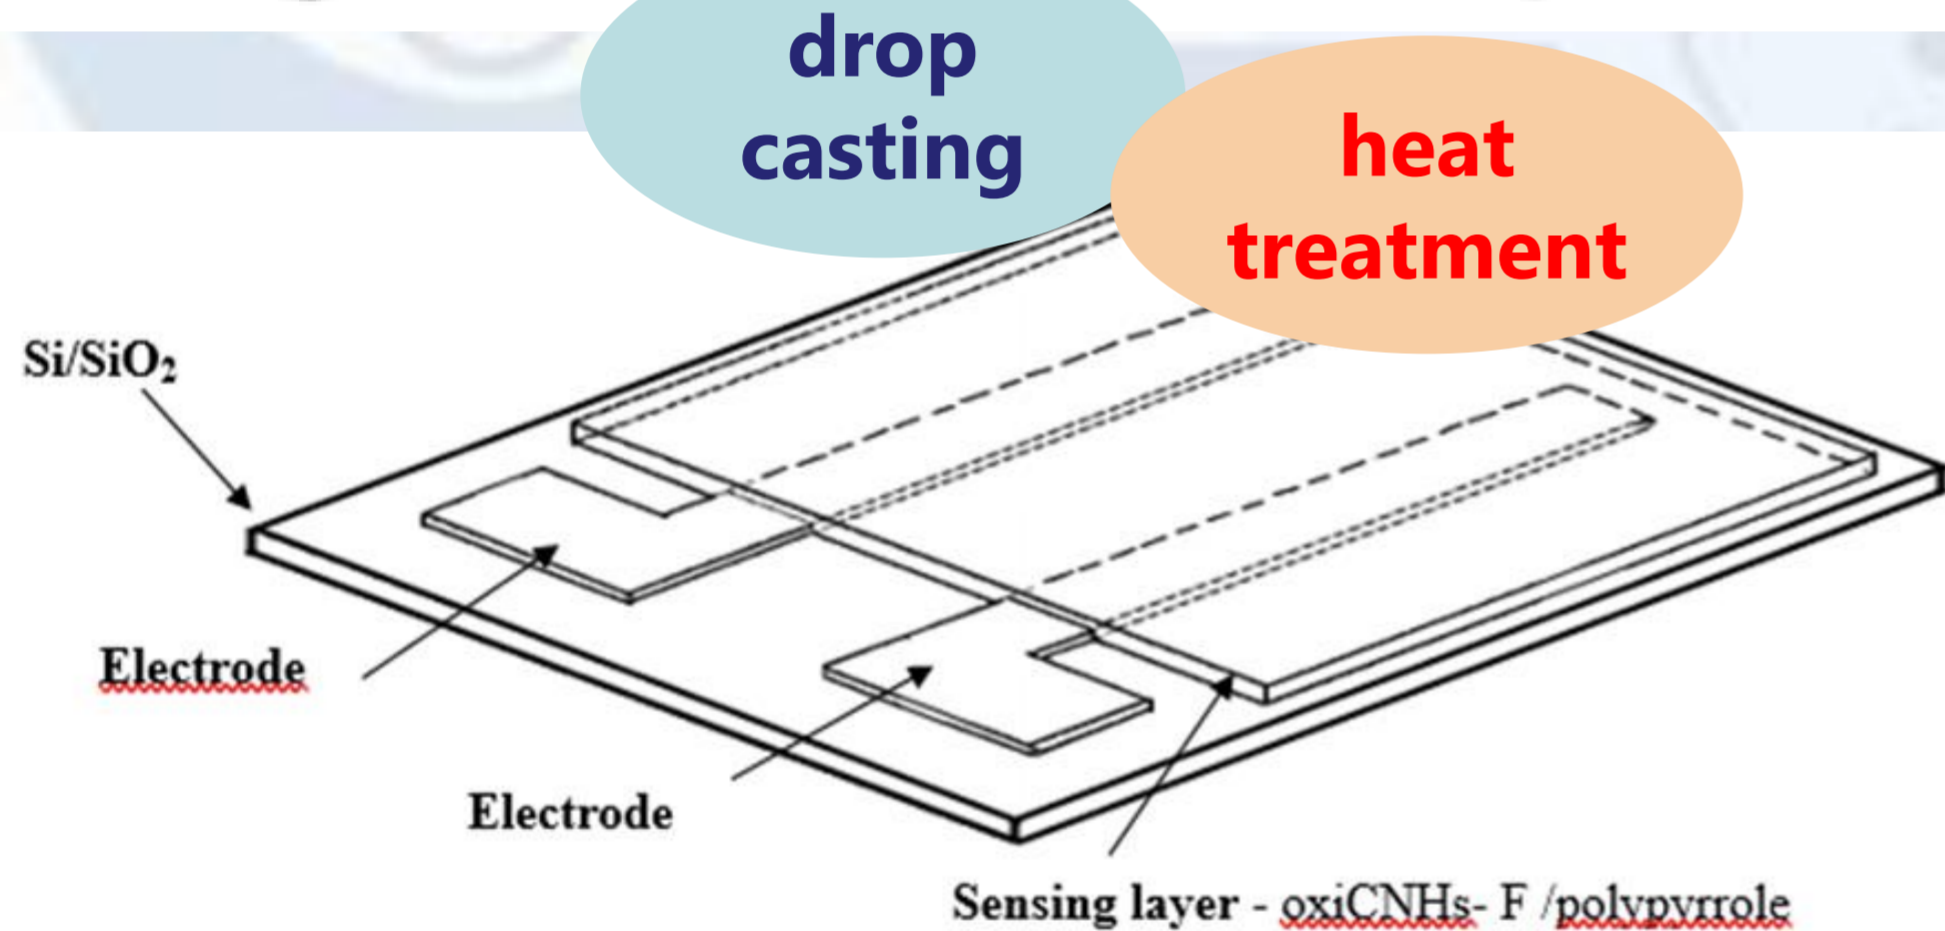 drop
casting
heat
treatment
Si/SiO₂
Electrode
Electrode
Sensing layer - oxiCNHs- F /polypyrrole